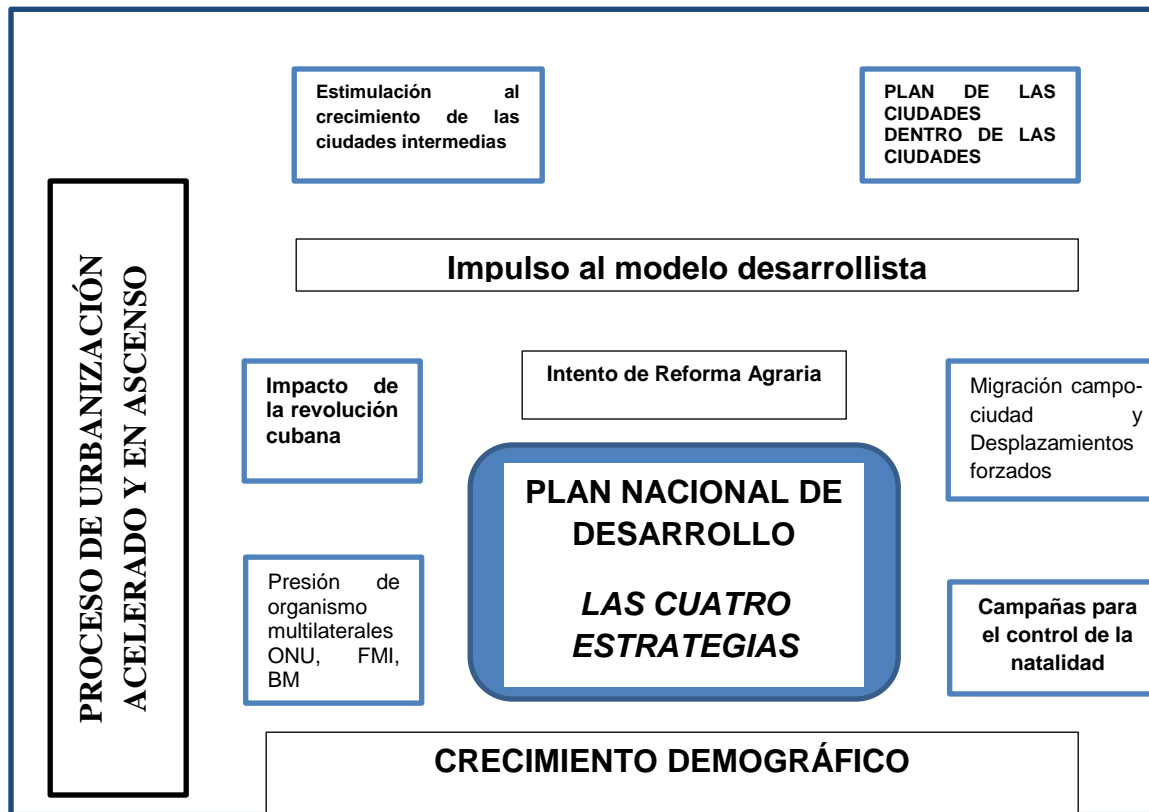 Estimulación al
crecimiento de las
ciudades intermedias
PLAN DE LAS
CIUDADES
DENTRO DE LAS
CIUDADES
PROCESO DE URBANIZACIÓN
ACELERADO Y EN ASCENSO
Impulso al modelo desarrollista
Impacto de
la revolución
cubana
Intento de Reforma Agraria
Migración campo-
ciudad y
Desplazamientos
forzados
PLAN NACIONAL DE
DESARROLLO
LAS CUATRO
ESTRATEGIAS
Presión de
organismo
multilaterales
ONU, FMI,
BM
Campañas para
el control de la
natalidad
CRECIMIENTO DEMOGRÁFICO